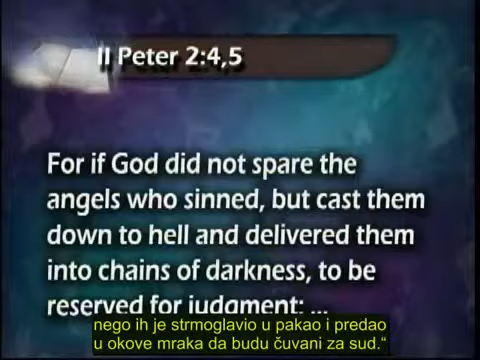 II Peter 2:4,5
For if God did not spare the
angels who sinned, but cast them
down to hell and delivered them
into chains of darkness, to be
reserved for judgment: ...
nego ih je strmoglavio u pakao i predao
u okove mraka da budu čuvani za sud.“